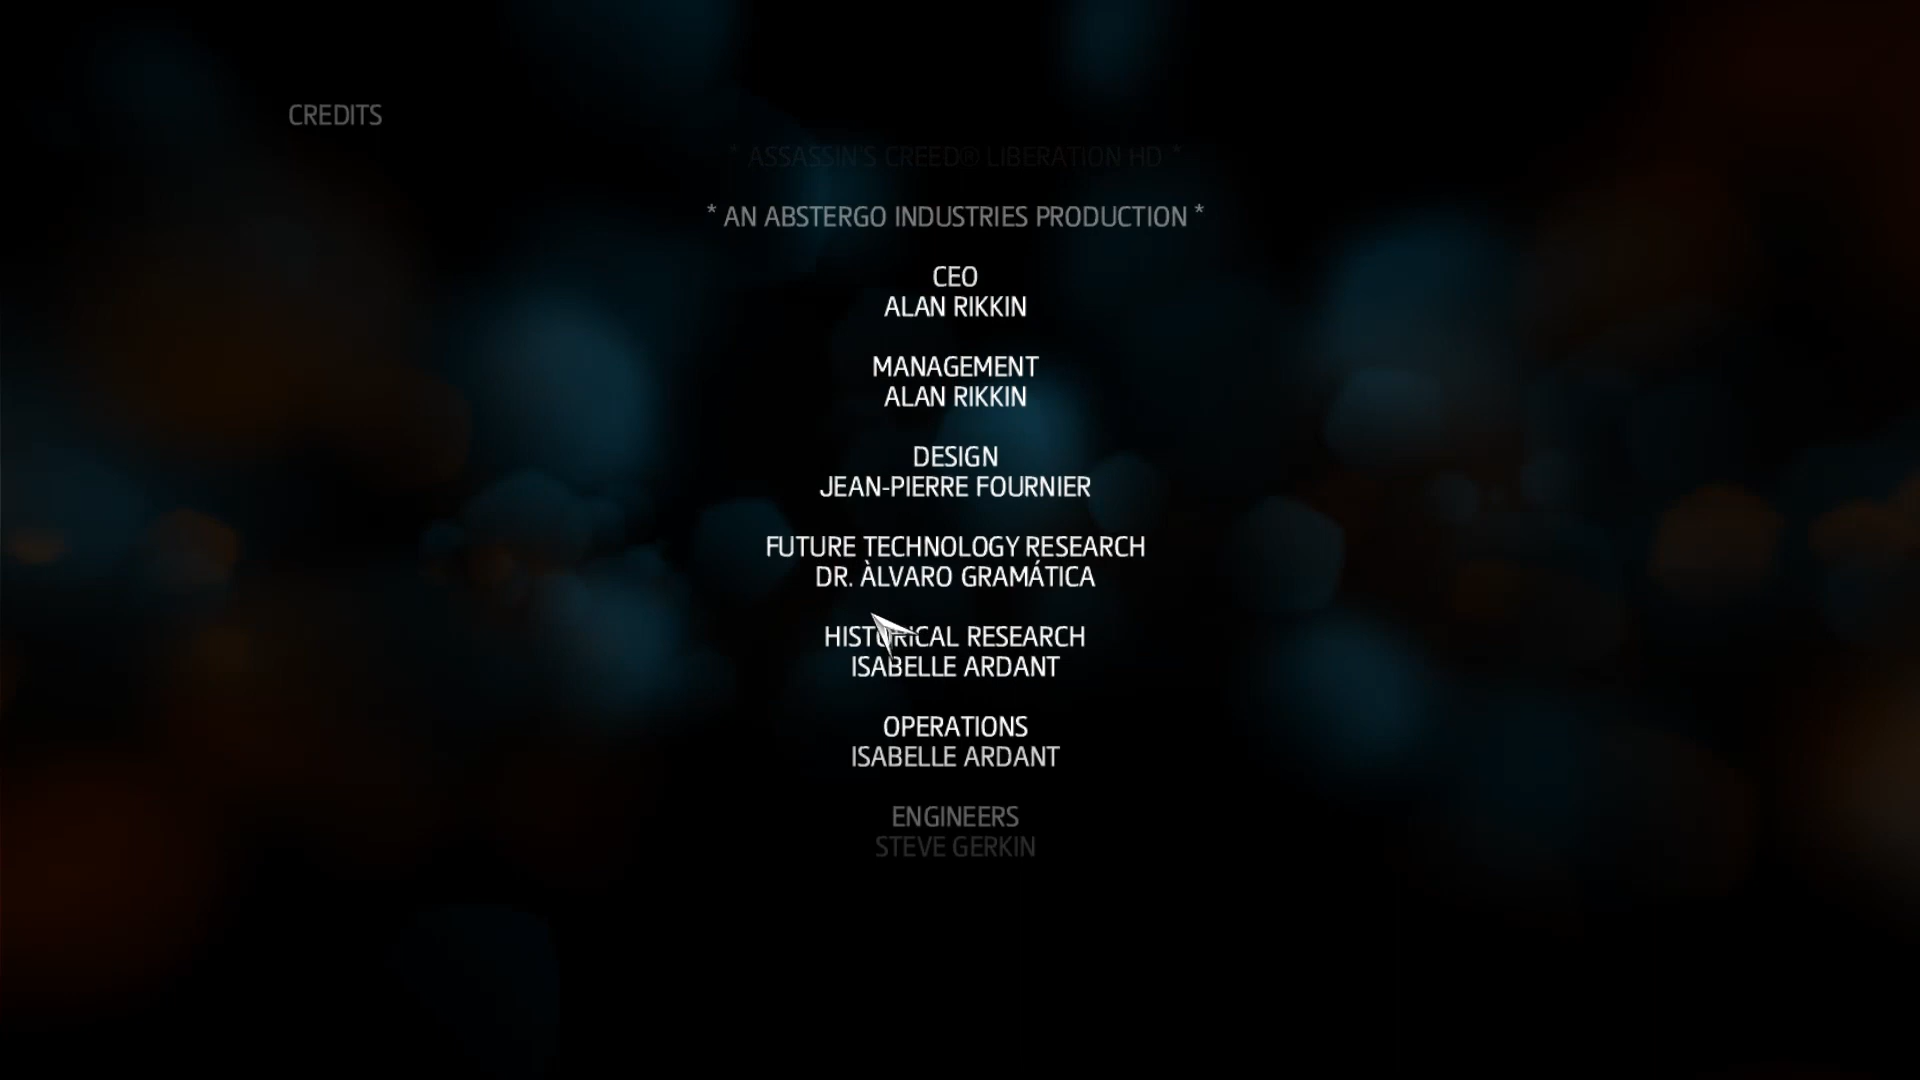 CREDITS
* ASSASSIN'S CREED® LIBERATION HD *
* AN ABSTERGO INDUSTRIES PRODUCTION *
CEO
ALAN RIKKIN
MANAGEMENT
ALAN RIKKIN
DESIGN
JEAN-PIERRE FOURNIER
FUTURE TECHNOLOGY RESEARCH
DR. ÀLVARO GRAMÁTICA
HISTORICAL RESEARCH
ISABELLE ARDANT
OPERATIONS
ISABELLE ARDANT
ENGINEERS
STEVE GERKIN